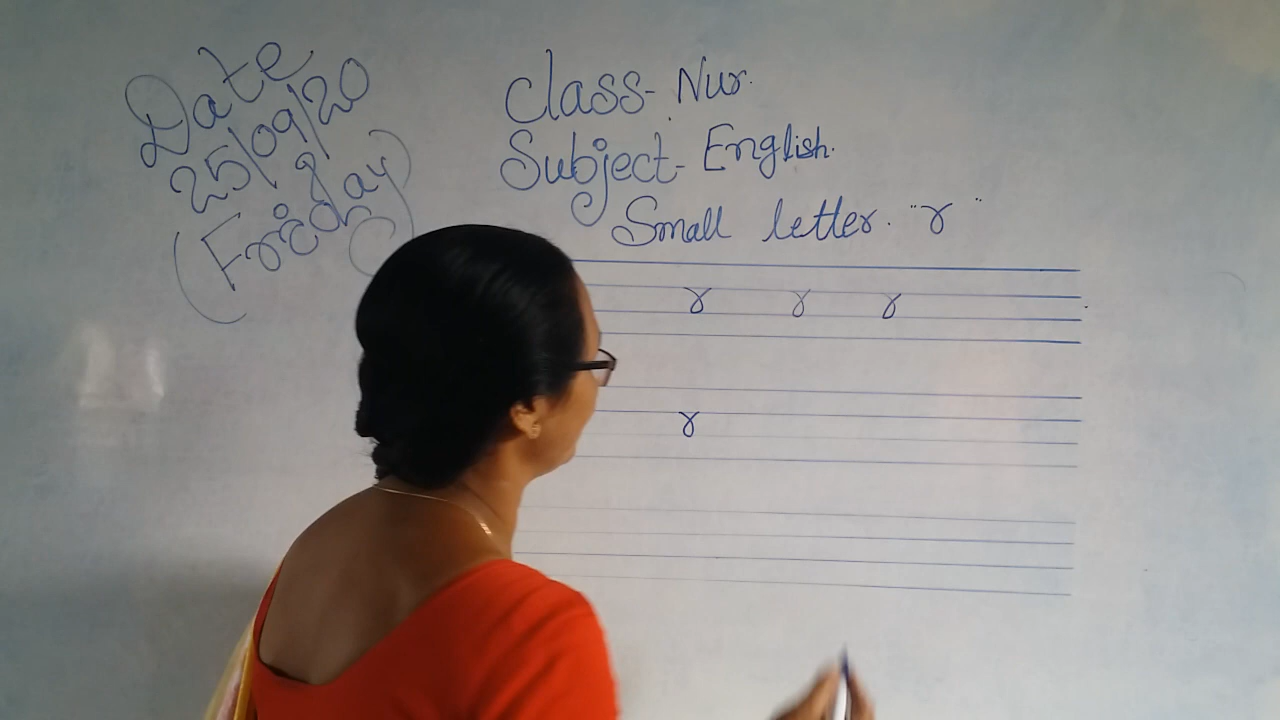 Date
25/09/20
(Friday)
Class- Nur.
Subject- English.
Small letter. "r"
r r r
r